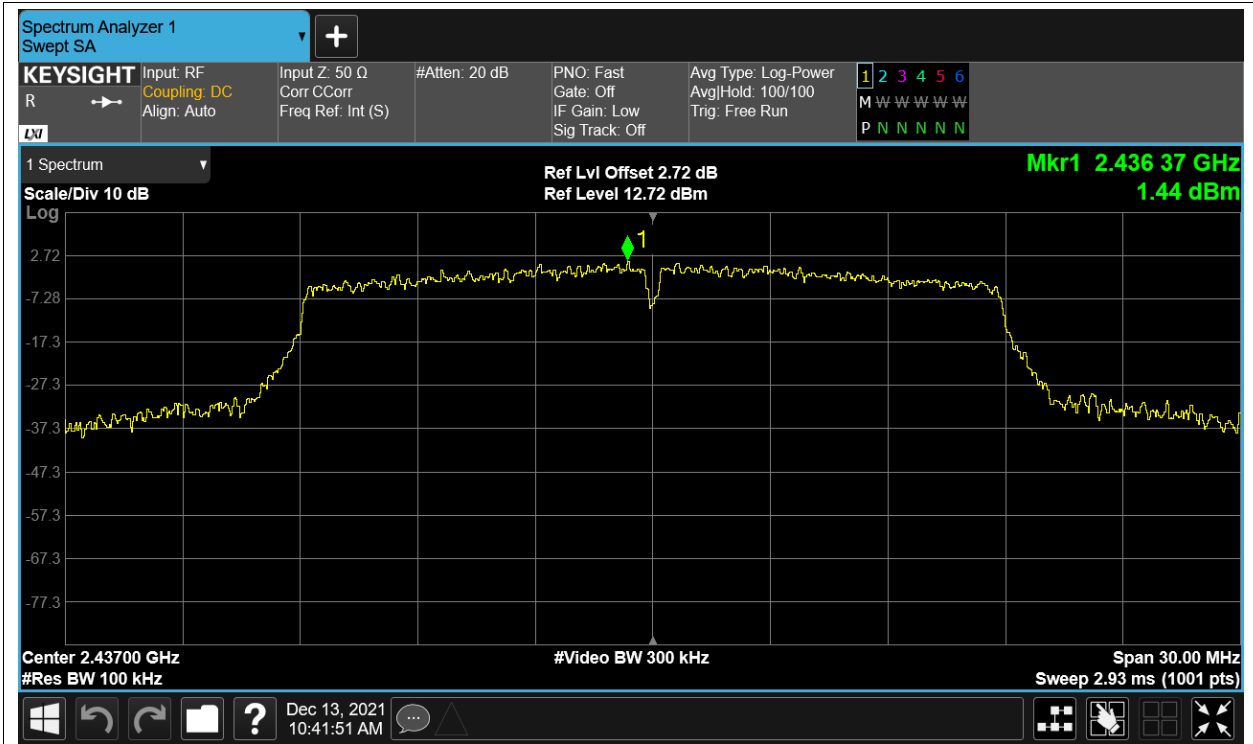 Spectrum Analyzer 1
Swept SA
KEYSIGHT
R
LXI
Input: RF
Coupling: DC
Align: Auto
Input Z: 50 Ω
Corr CCorr
Freq Ref: Int (S)
#Atten: 20 dB
PNO: Fast
Gate: Off
IF Gain: Low
Sig Track: Off
Avg Type: Log-Power
Avg|Hold: 100/100
Trig: Free Run
1 2 3 4 5 6
M W W W W W
P N N N N N
1 Spectrum
Scale/Div 10 dB
Log
Ref Lvl Offset 2.72 dB
Ref Level 12.72 dBm
Mkr1 2.436 37 GHz
1.44 dBm
1
2.72
-7.28
-17.3
-27.3
-37.3
-47.3
-57.3
-67.3
-77.3
Center 2.43700 GHz
#Res BW 100 kHz
#Video BW 300 kHz
Span 30.00 MHz
Sweep 2.93 ms (1001 pts)
?
Dec 13, 2021
10:41:51 AM